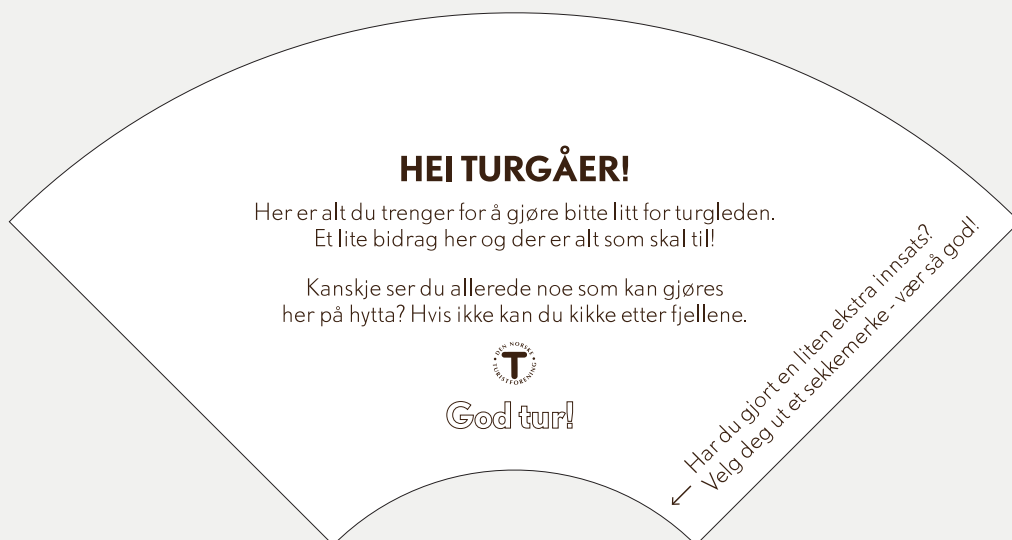 HEI TURGÅER!
Her er alt du trenger for å gjøre bitte litt for turgleden.
Et lite bidrag her og der er alt som skal til!
Kanskje ser du allerede noe som kan gjøres
her på hytta? Hvis ikke kan du kikke etter fjellene.
DEN NORSKE
T
TURISTFORENING
God tur!
Har du gjort en liten ekstra innsats?
← Velg deg ut et sekkemerke - vær så god!